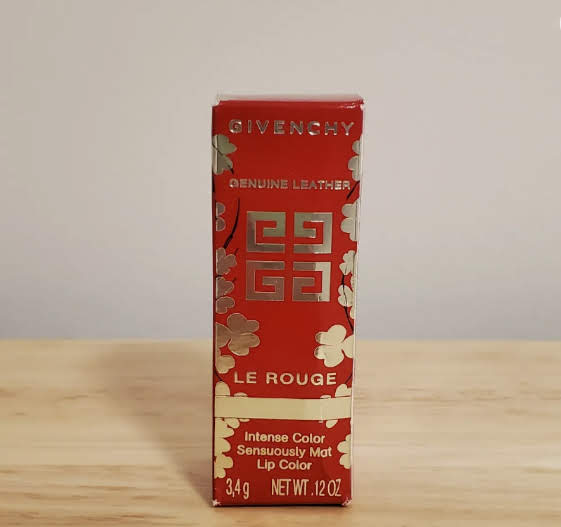 GIVENCHY
GENUINE LEATHER
LE ROUGE
Intense Color
Sensuously Mat
Lip Color
3,4 g NET WT .12 OZ